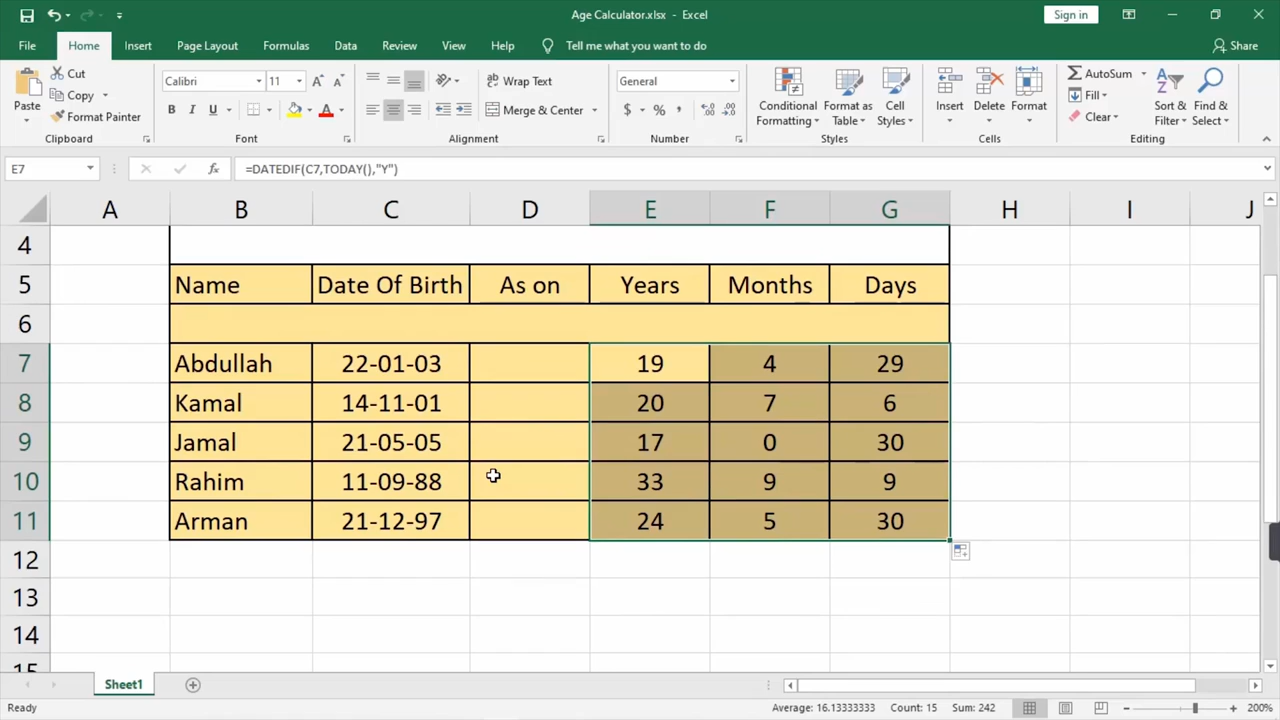 Age Calculator.xlsx - Excel
Sign in
File Home Insert Page Layout Formulas Data Review View Help Tell me what you want to do Share
Paste
Cut
Copy
Format Painter
Clipboard
Calibri 11 A A
B I U A
Font
Wrap Text
Merge & Center
Alignment
General
$ % ,
Number
Conditional Formatting
Format as Table
Cell Styles
Styles
Insert
Delete
Format
Cells
AutoSum
Fill
Clear
Sort & Filter
Find & Select
Editing
E7 fx =DATEDIF(C7,TODAY(),"Y")
A B C D E F G H I J
4
5 Name Date Of Birth As on Years Months Days
6
7 Abdullah 22-01-03 19 4 29
8 Kamal 14-11-01 20 7 6
9 Jamal 21-05-05 17 0 30
10 Rahim 11-09-88 33 9 9
11 Arman 21-12-97 24 5 30
12
13
14
15
Sheet1
Ready Average: 16.13333333 Count: 15 Sum: 242 200%